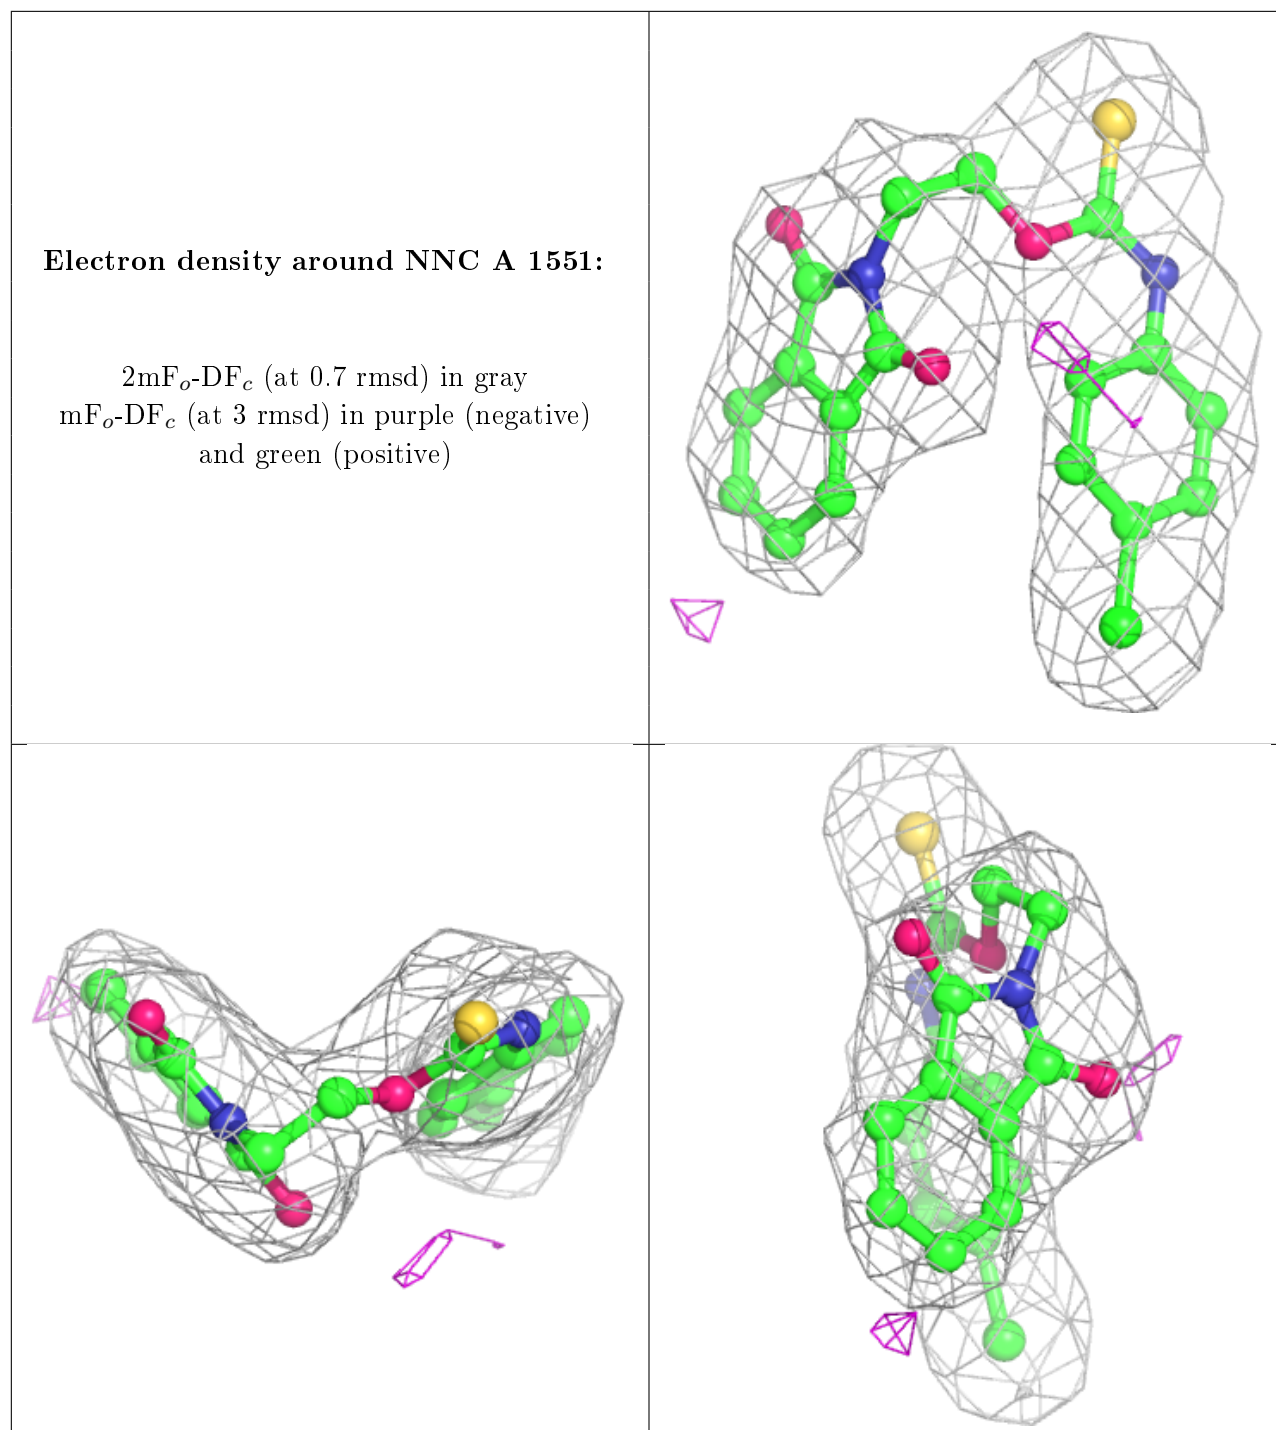 Electron density around NNC A 1551:
2mFₒ-DF𝒸 (at 0.7 rmsd) in gray
mFₒ-DF𝒸 (at 3 rmsd) in purple (negative)
and green (positive)